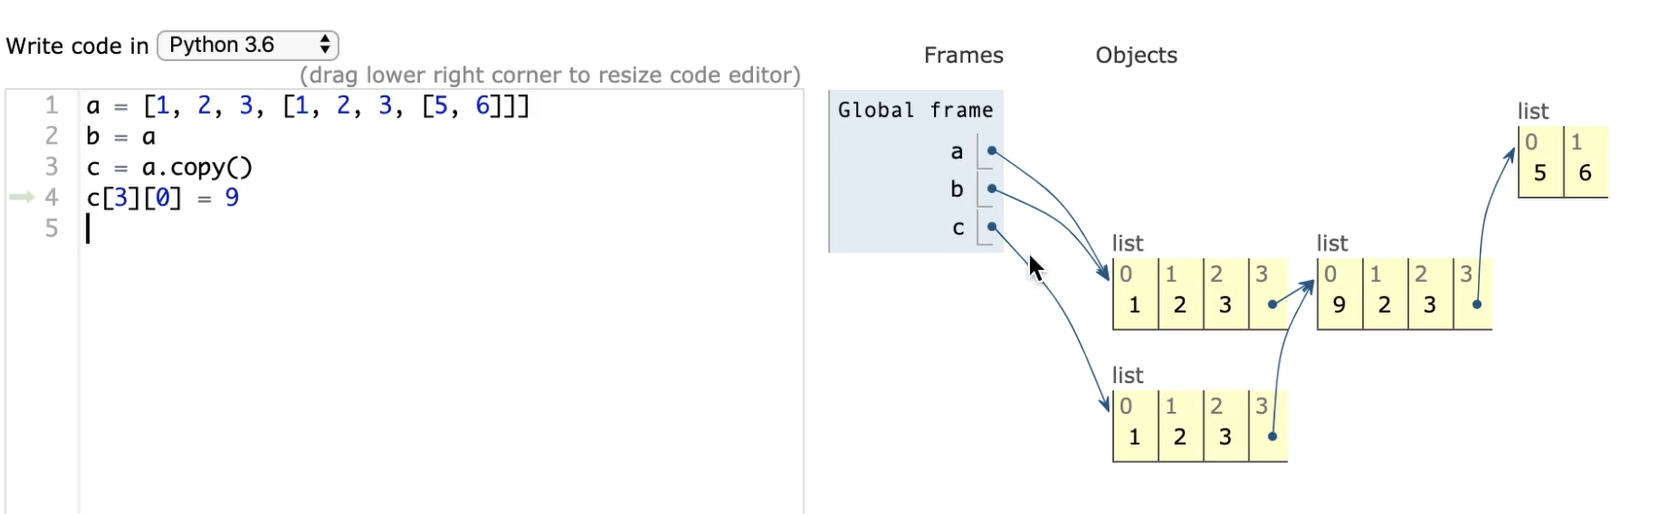 Write code in Python 3.6
(drag lower right corner to resize code editor)
1 a = [1, 2, 3, [1, 2, 3, [5, 6]]]
2 b = a
3 c = a.copy()
4 c[3][0] = 9
5
Frames Objects
Global frame
a
b
c
list
0 1
5 6
list
0 1 2 3
1 2 3
list
0 1 2 3
9 2 3
list
0 1 2 3
1 2 3